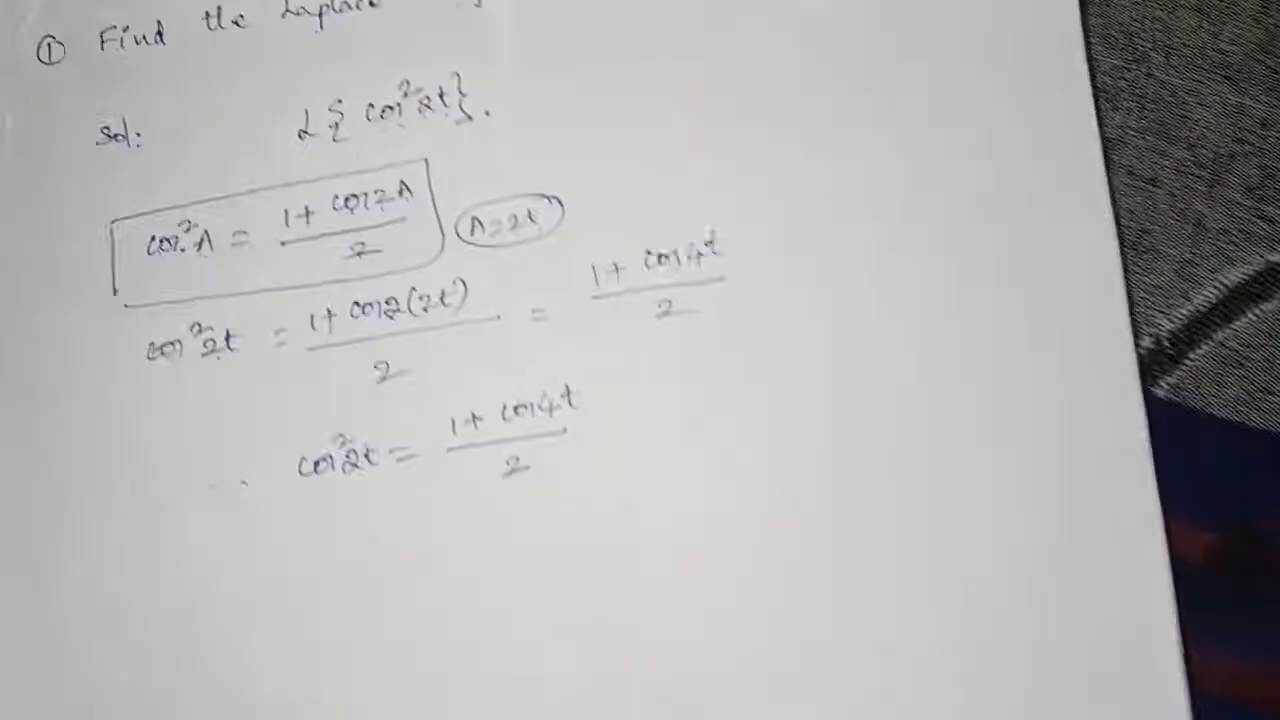 ① Find the Laplace
Sol: L{cos²2t}.
cos²A = (1 + cos2A)/2 A=2t
cos²2t = (1 + cos2(2t))/2 = (1 + cos4t)/2
∴ cos²2t = (1 + cos4t)/2